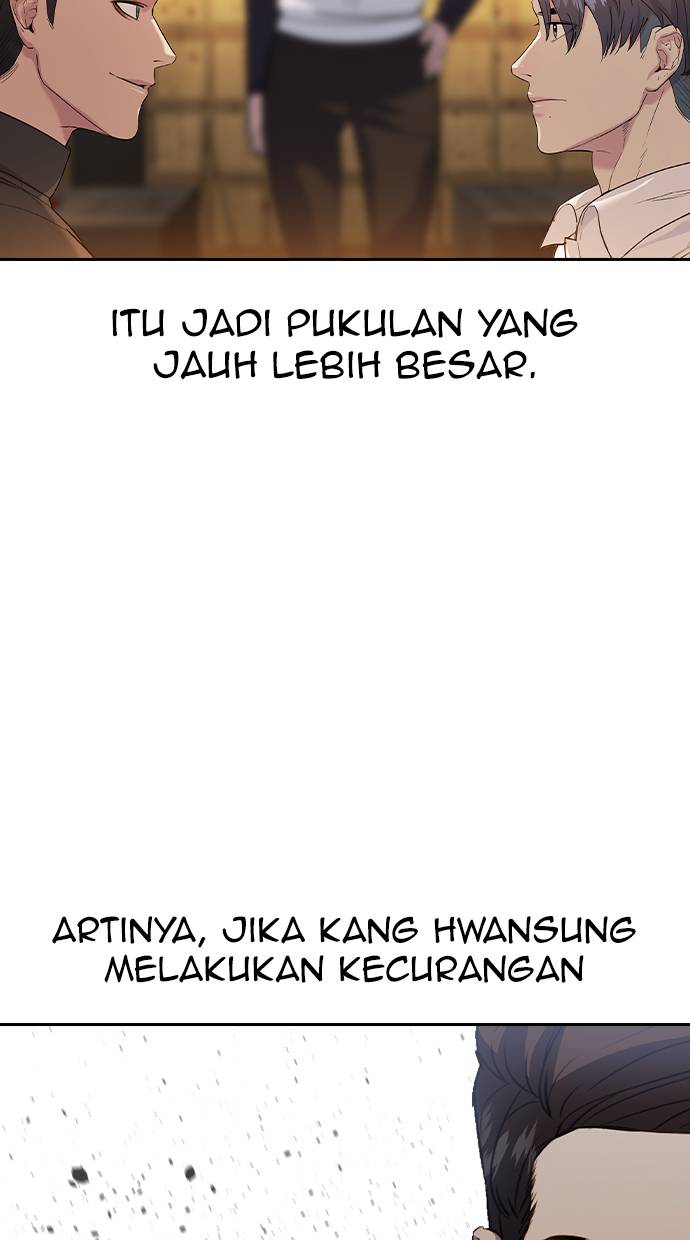 ITU JADI PUKULAN YANG
JAUH LEBIH BESAR.
ARTINYA, JIKA KANG HWANSUNG
MELAKUKAN KECURANGAN